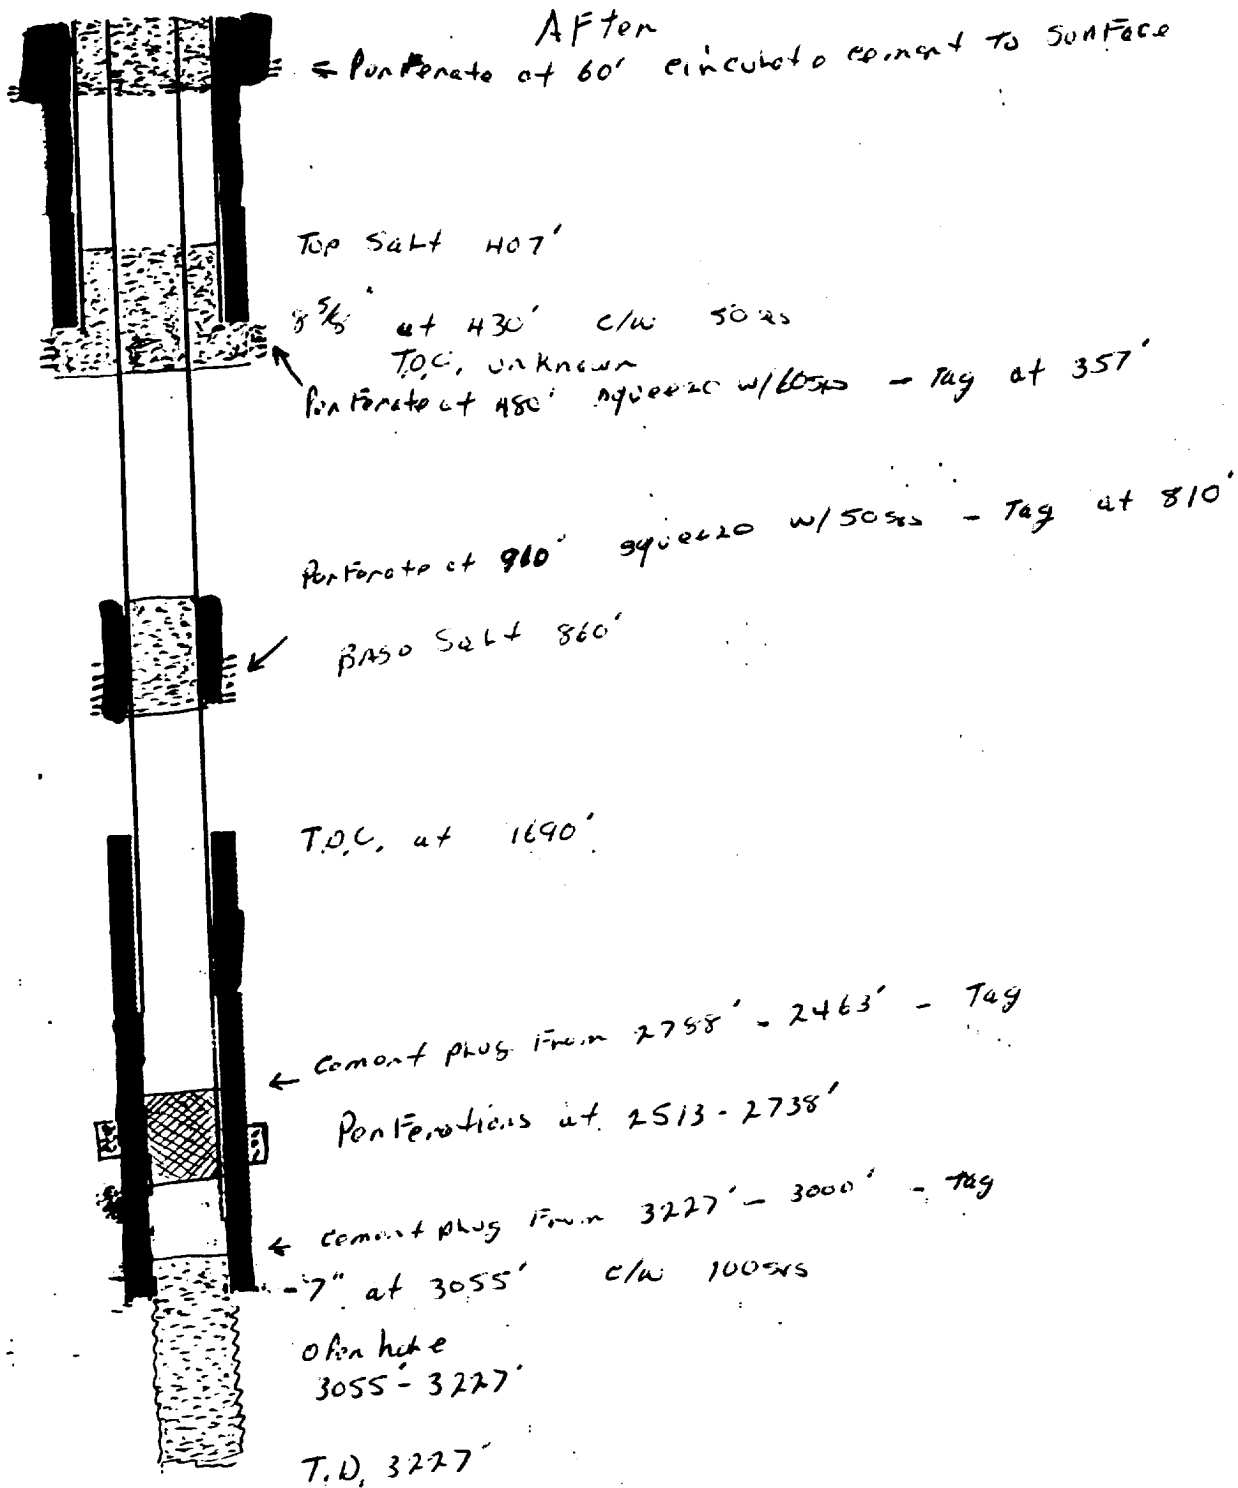 After
← Perforate at 60' circulate cement to Surface
Top Salt 407'
8 5/8" at 430' c/w 50sxs
T.O.C. unknown
Perforate at 480' squeeze w/60sxs - Tag at 357'
Perforate at 910' squeeze w/50sxs - Tag at 810'
Base Salt 860'
T.O.C. at 1690'
← Cement plug From 2788' - 2463' - Tag
Perferations at 2513 - 2738'
← Cement plug From 3227' - 3000' - Tag
- 7" at 3055' c/w 100sxs
Open hole
3055' - 3227'
T.D. 3227'